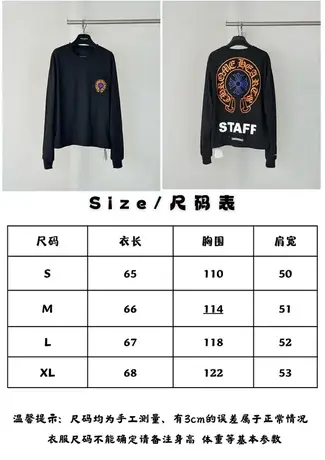 CHROME HEARTS
STAFF
Size/尺码表
尺码 衣长 胸围 肩宽
S 65 110 50
M 66 114 51
L 67 118 52
XL 68 122 53
温馨提示: 尺码均为手工测量、有3cm的误差属于正常情况
衣服尺码不能确定请备注身高 体重等基本参数